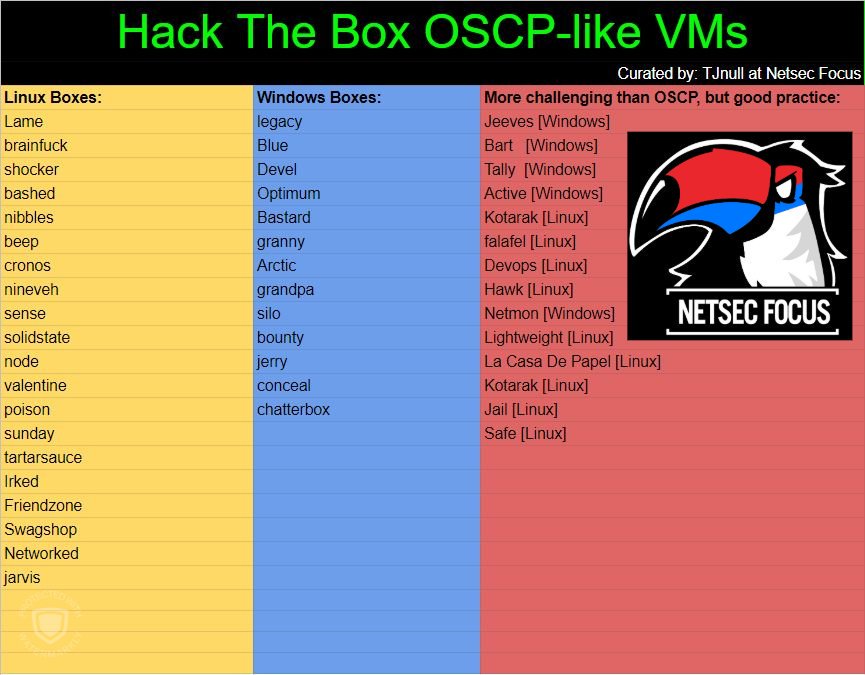 Hack The Box OSCP-like VMs
Curated by: TJnull at Netsec Focus
Linux Boxes:
Lame
brainfuck
shocker
bashed
nibbles
beep
cronos
nineveh
sense
solidstate
node
valentine
poison
sunday
tartarsauce
Irked
Friendzone
Swagshop
Networked
jarvis
Windows Boxes:
legacy
Blue
Devel
Optimum
Bastard
granny
Arctic
grandpa
silo
bounty
jerry
conceal
chatterbox
More challenging than OSCP, but good practice:
Jeeves [Windows]
Bart [Windows]
Tally [Windows]
Active [Windows]
Kotarak [Linux]
falafel [Linux]
Devops [Linux]
Hawk [Linux]
Netmon [Windows]
Lightweight [Linux]
La Casa De Papel [Linux]
Kotarak [Linux]
Jail [Linux]
Safe [Linux]
NETSEC FOCUS
PROTECTED WITH